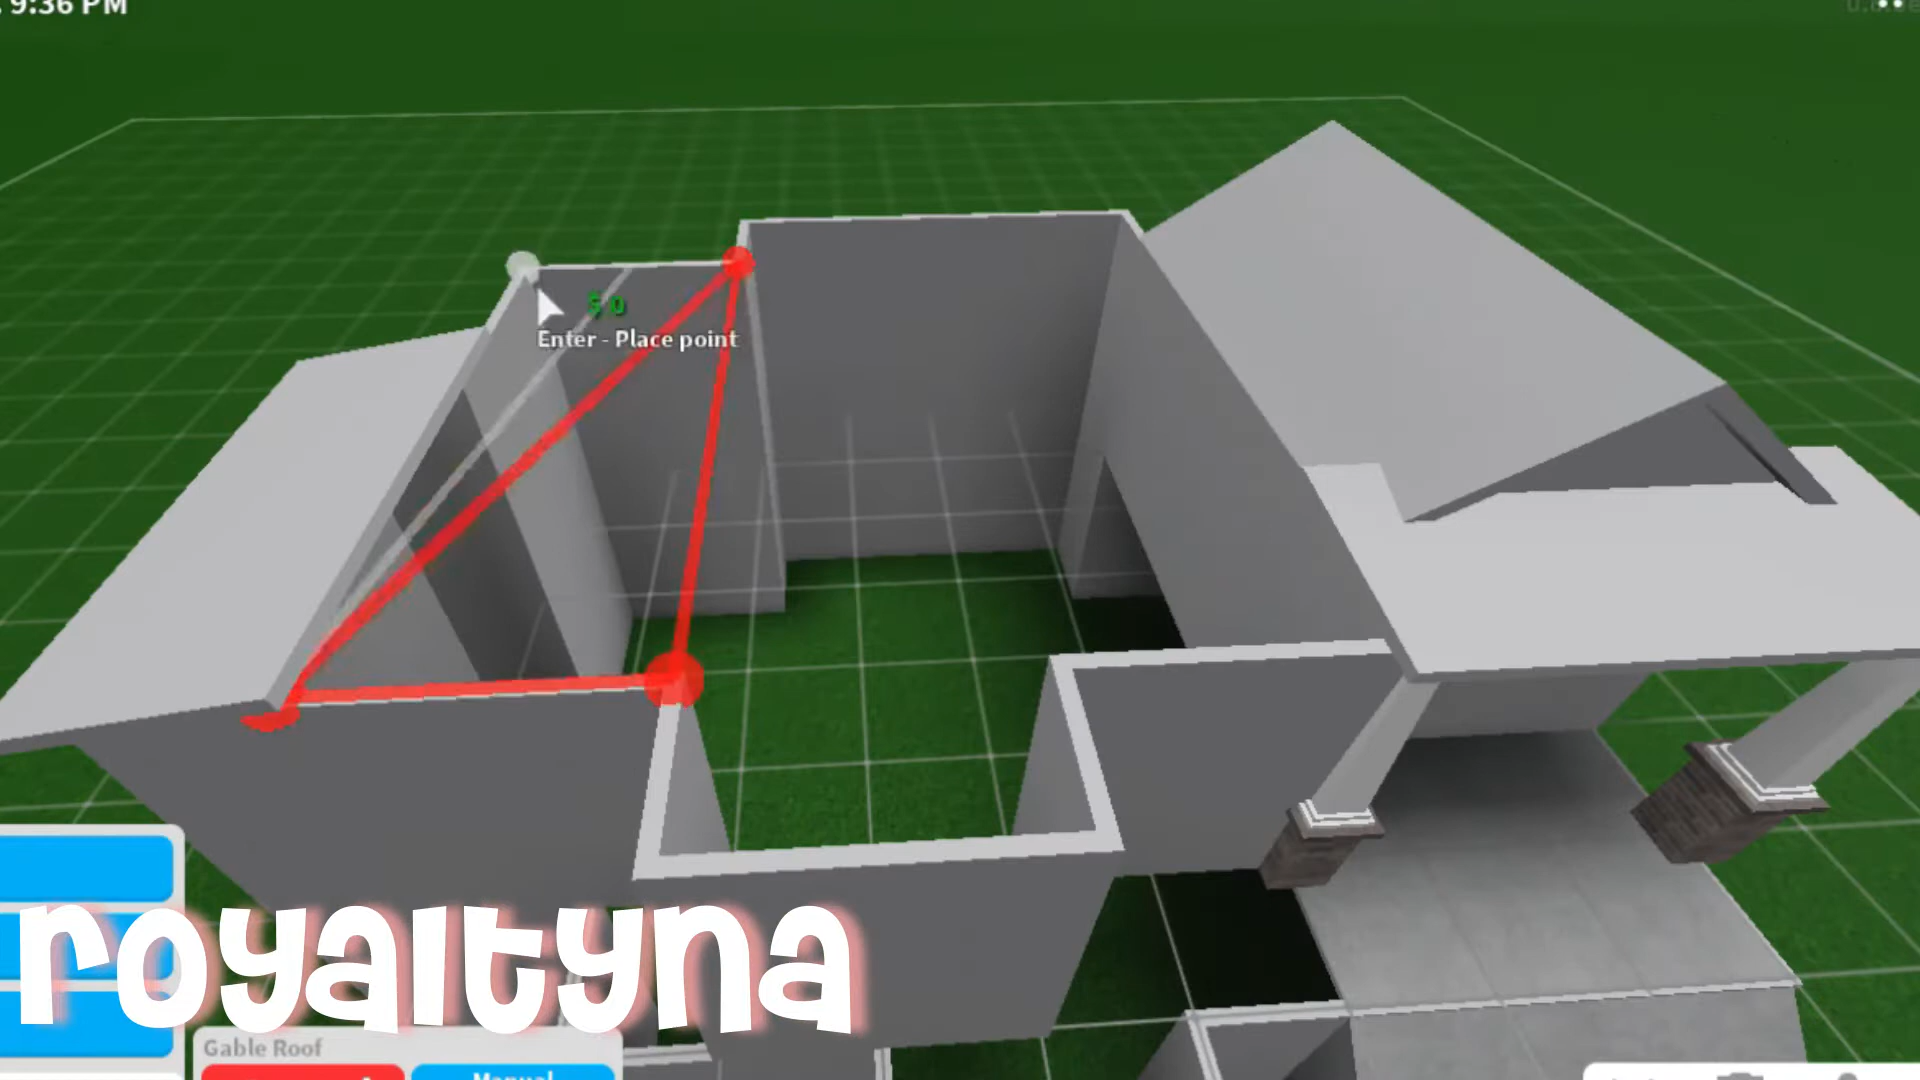 9:36 PM
$ 0
Enter - Place point
royaltyna
Gable Roof
Manual